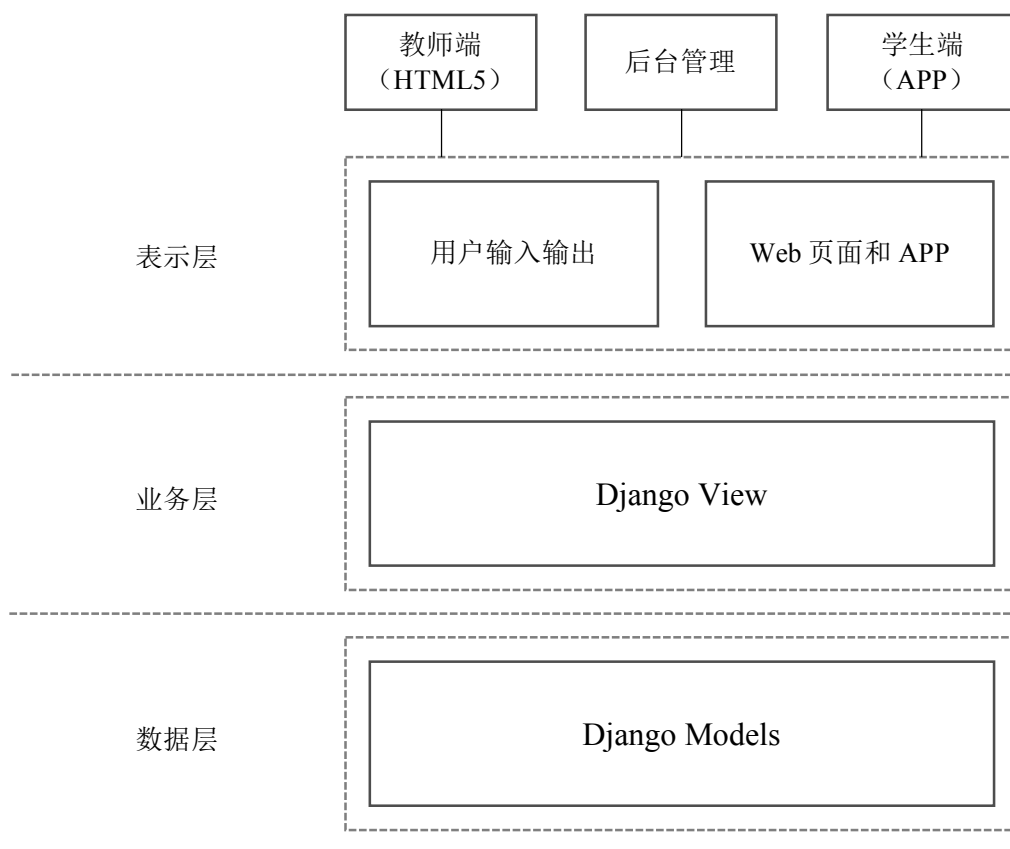 教师端
（HTML5）
后台管理
学生端
（APP）
表示层
用户输入输出
Web 页面和 APP
业务层
Django View
数据层
Django Models